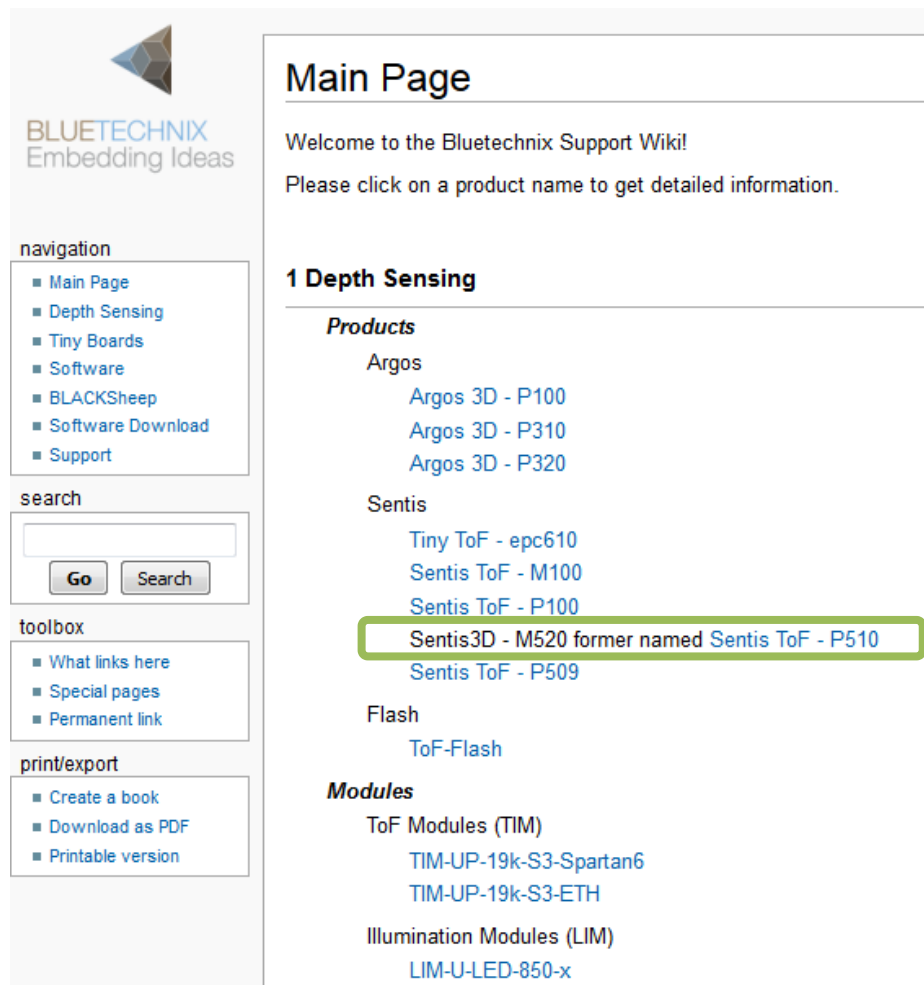 BLUETECHNIX
Embedding Ideas
navigation
Main Page
Depth Sensing
Tiny Boards
Software
BLACKSheep
Software Download
Support
search
Go Search
toolbox
What links here
Special pages
Permanent link
print/export
Create a book
Download as PDF
Printable version
Main Page
Welcome to the Bluetechnix Support Wiki!
Please click on a product name to get detailed information.
1 Depth Sensing
Products
Argos
Argos 3D - P100
Argos 3D - P310
Argos 3D - P320
Sentis
Tiny ToF - epc610
Sentis ToF - M100
Sentis ToF - P100
Sentis3D - M520 former named Sentis ToF - P510
Sentis ToF - P509
Flash
ToF-Flash
Modules
ToF Modules (TIM)
TIM-UP-19k-S3-Spartan6
TIM-UP-19k-S3-ETH
Illumination Modules (LIM)
LIM-U-LED-850-x